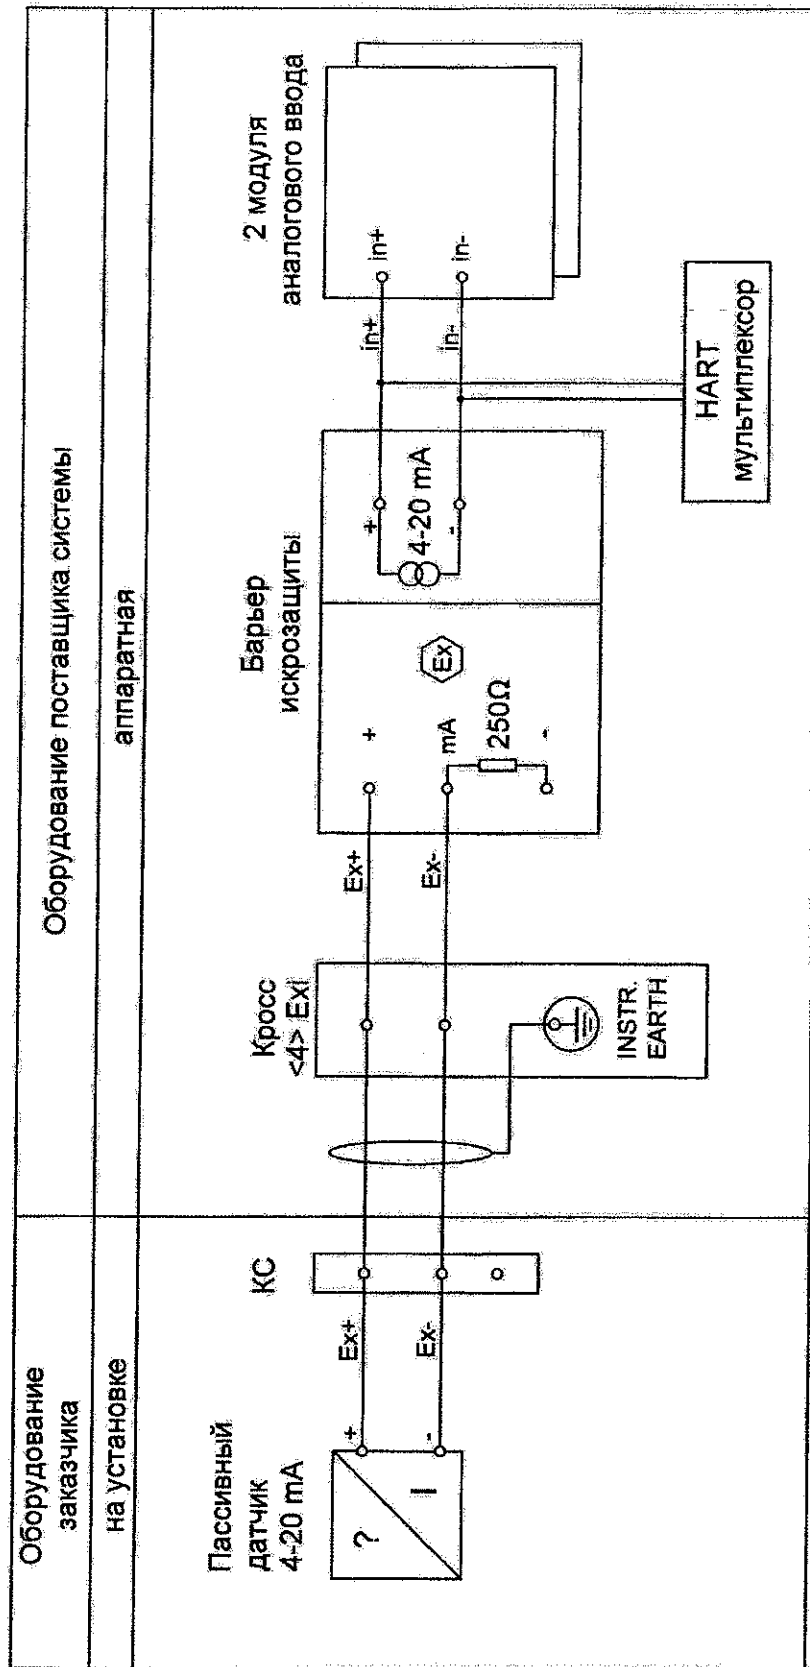 Оборудование
заказчика
Оборудование поставщика системы
на установке
аппаратная
Пассивный
датчик
4-20 mA
?
I
+
-
Ex+
Ex-
КС
Кросс
<4> Exi
INSTR.
EARTH
Ex+
Ex-
Барьер
искрозащиты
+
mA
250Ω
-
Ex
+
4-20 mA
-
in+
in-
2 модуля
аналогового ввода
in+
in-
HART
мультиплексор